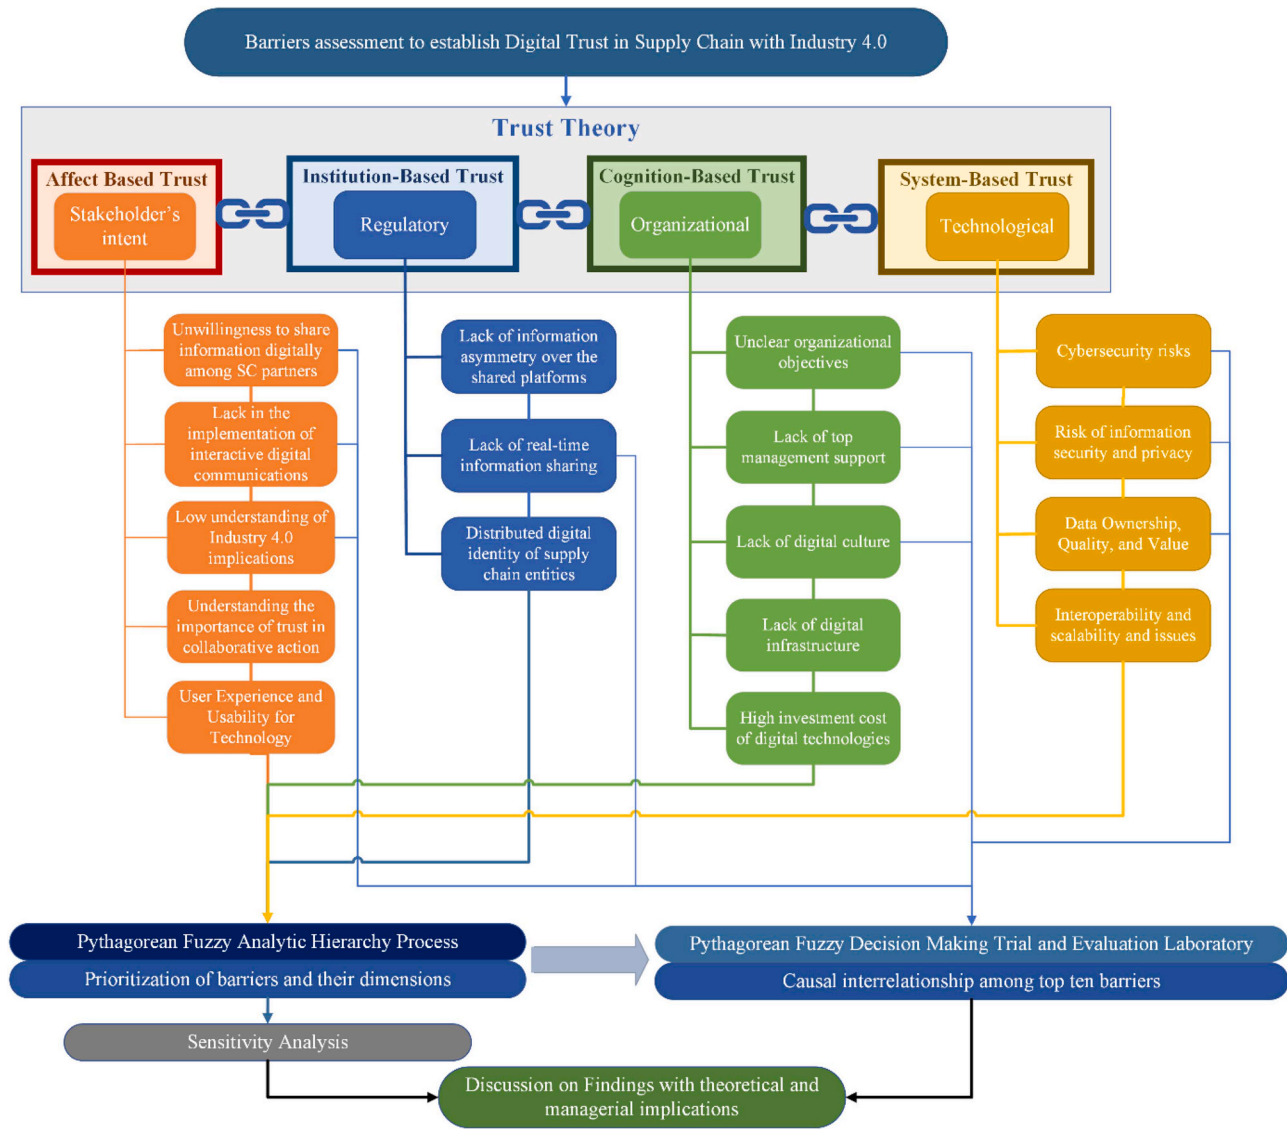 Barriers assessment to establish Digital Trust in Supply Chain with Industry 4.0
Trust Theory
Affect Based Trust
Stakeholder's
intent
Institution-Based Trust
Regulatory
Cognition-Based Trust
Organizational
System-Based Trust
Technological
Unwillingness to share
information digitally
among SC partners
Lack in the
implementation of
interactive digital
communications
Low understanding of
Industry 4.0
implications
Understanding the
importance of trust in
collaborative action
User Experience and
Usability for
Technology
Lack of information
asymmetry over the
shared platforms
Lack of real-time
information sharing
Distributed digital
identity of supply
chain entities
Unclear organizational
objectives
Lack of top
management support
Lack of digital culture
Lack of digital
infrastructure
High investment cost
of digital technologies
Cybersecurity risks
Risk of information
security and privacy
Data Ownership,
Quality, and Value
Interoperability and
scalability and issues
Pythagorean Fuzzy Analytic Hierarchy Process
Prioritization of barriers and their dimensions
Pythagorean Fuzzy Decision Making Trial and Evaluation Laboratory
Causal interrelationship among top ten barriers
Sensitivity Analysis
Discussion on Findings with theoretical and
managerial implications